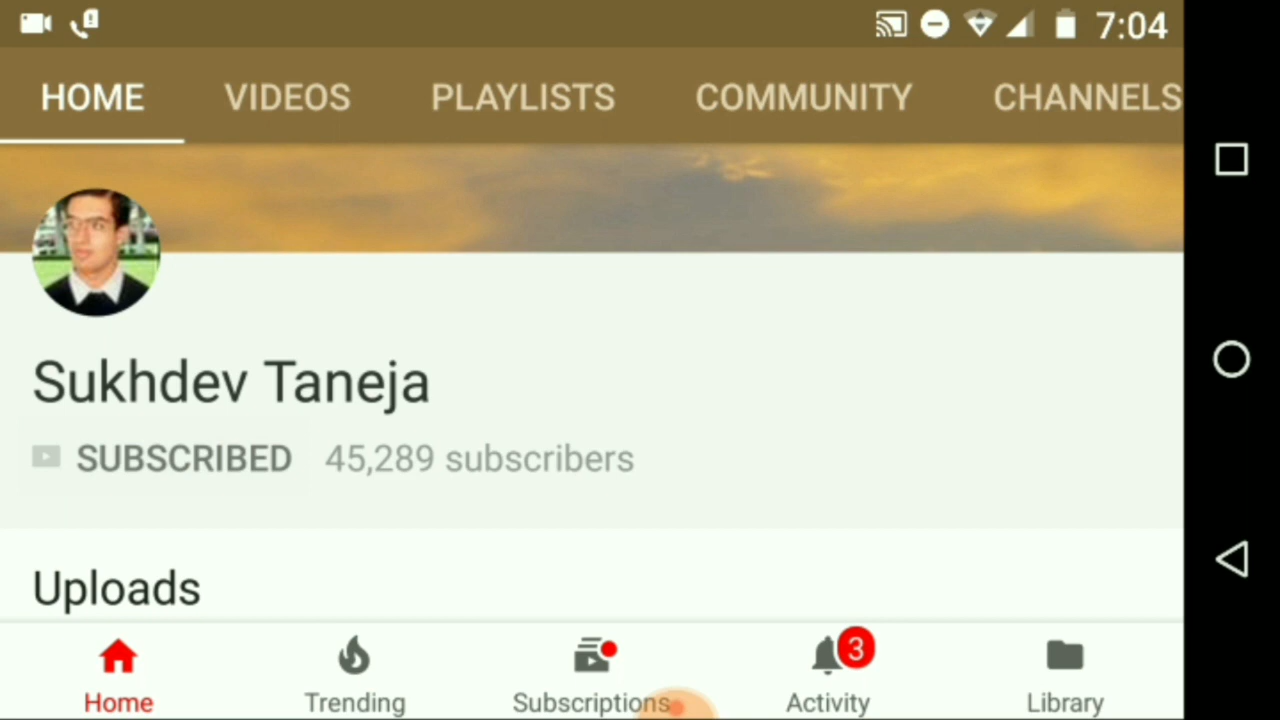 7:04
HOME VIDEOS PLAYLISTS COMMUNITY CHANNELS
Sukhdev Taneja
SUBSCRIBED 45,289 subscribers
Uploads
3
Home Trending Subscriptions Activity Library